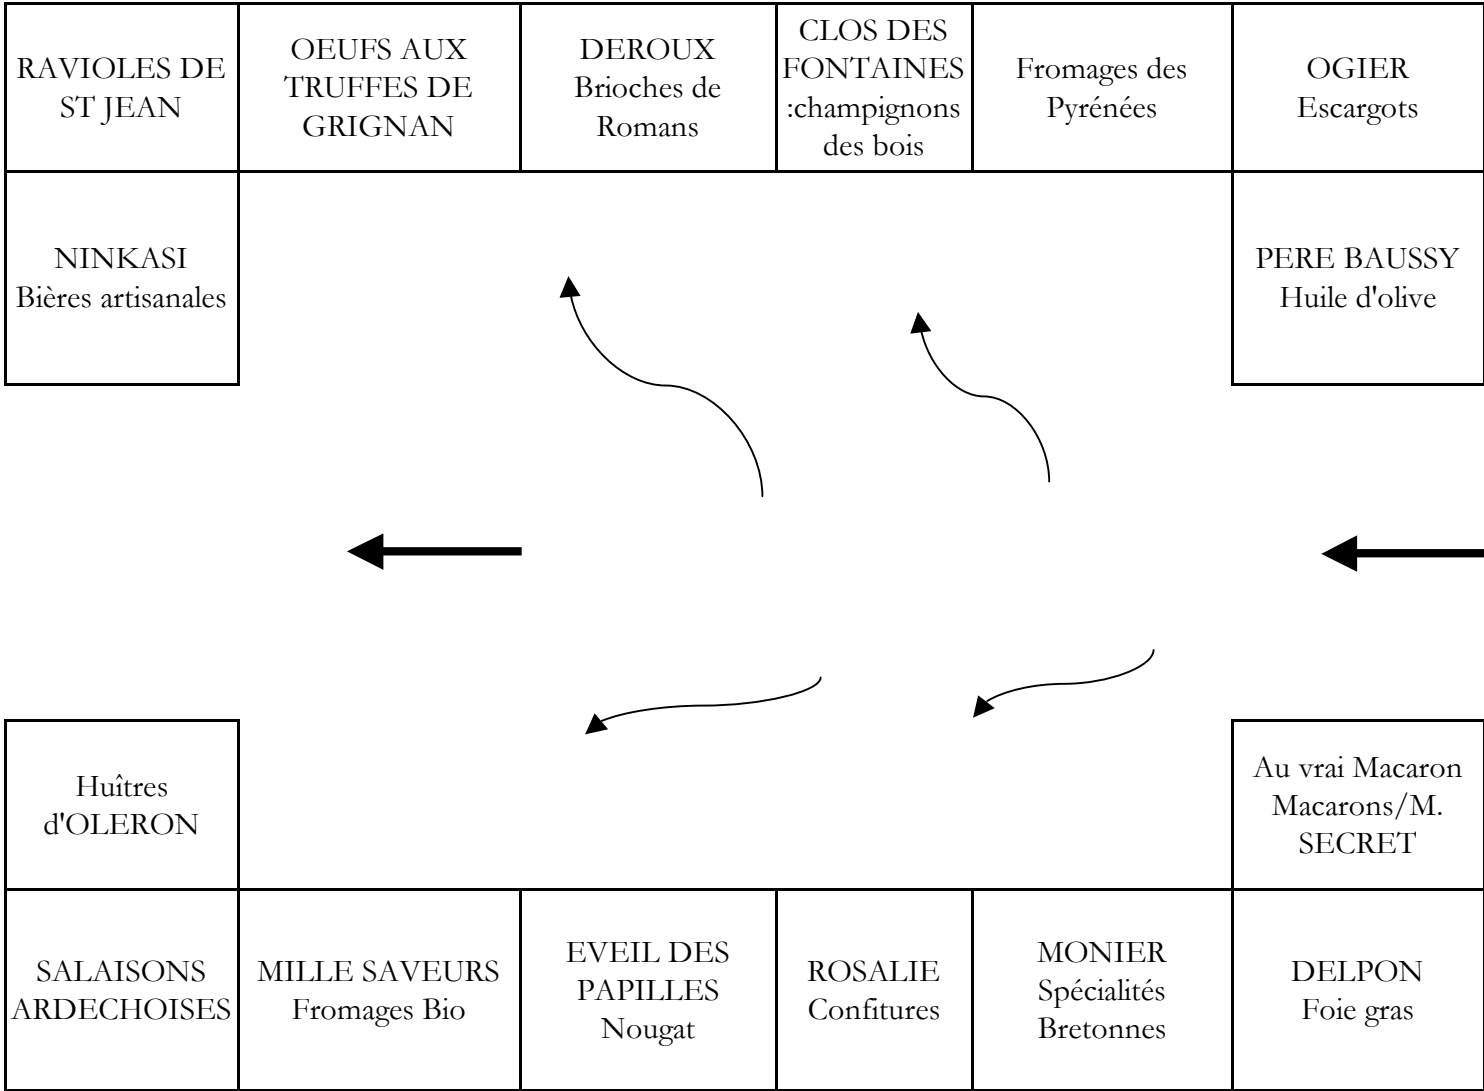 RAVIOLES DE
ST JEAN
OEUFS AUX
TRUFFES DE
GRIGNAN
DEROUX
Brioches de
Romans
CLOS DES
FONTAINES
:champignons
des bois
Fromages des
Pyrénées
OGIER
Escargots
NINKASI
Bières artisanales
PERE BAUSSY
Huile d'olive
Huîtres
d'OLERON
Au vrai Macaron
Macarons/M.
SECRET
SALAISONS
ARDECHOISES
MILLE SAVEURS
Fromages Bio
EVEIL DES
PAPILLES
Nougat
ROSALIE
Confitures
MONIER
Spécialités
Bretonnes
DELPON
Foie gras